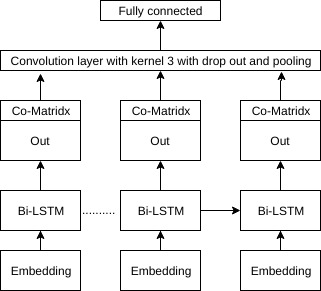 Fully connected
Convolution layer with kernel 3 with drop out and pooling
Co-Matridx Co-Matridx Co-Matridx
Out Out Out
Bi-LSTM .......... Bi-LSTM Bi-LSTM
Embedding Embedding Embedding